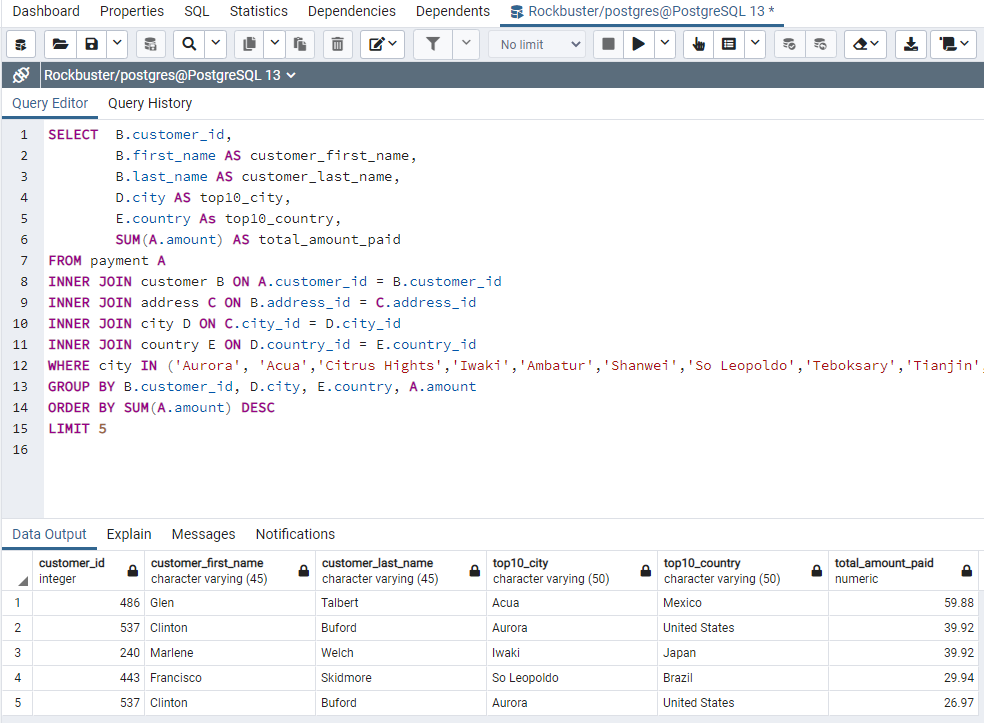 Dashboard Properties SQL Statistics Dependencies Dependents Rockbuster/postgres@PostgreSQL 13 *
No limit
Rockbuster/postgres@PostgreSQL 13
Query Editor Query History
1 SELECT B.customer_id,
2 B.first_name AS customer_first_name,
3 B.last_name AS customer_last_name,
4 D.city AS top10_city,
5 E.country As top10_country,
6 SUM(A.amount) AS total_amount_paid
7 FROM payment A
8 INNER JOIN customer B ON A.customer_id = B.customer_id
9 INNER JOIN address C ON B.address_id = C.address_id
10 INNER JOIN city D ON C.city_id = D.city_id
11 INNER JOIN country E ON D.country_id = E.country_id
12 WHERE city IN ('Aurora', 'Acua','Citrus Hights','Iwaki','Ambatur','Shanwei','So Leopoldo','Teboksary','Tianjin',
13 GROUP BY B.customer_id, D.city, E.country, A.amount
14 ORDER BY SUM(A.amount) DESC
15 LIMIT 5
16
Data Output Explain Messages Notifications
customer_id customer_first_name customer_last_name top10_city top10_country total_amount_paid
integer character varying (45) character varying (45) character varying (50) character varying (50) numeric
1 486 Glen Talbert Acua Mexico 59.88
2 537 Clinton Buford Aurora United States 39.92
3 240 Marlene Welch Iwaki Japan 39.92
4 443 Francisco Skidmore So Leopoldo Brazil 29.94
5 537 Clinton Buford Aurora United States 26.97